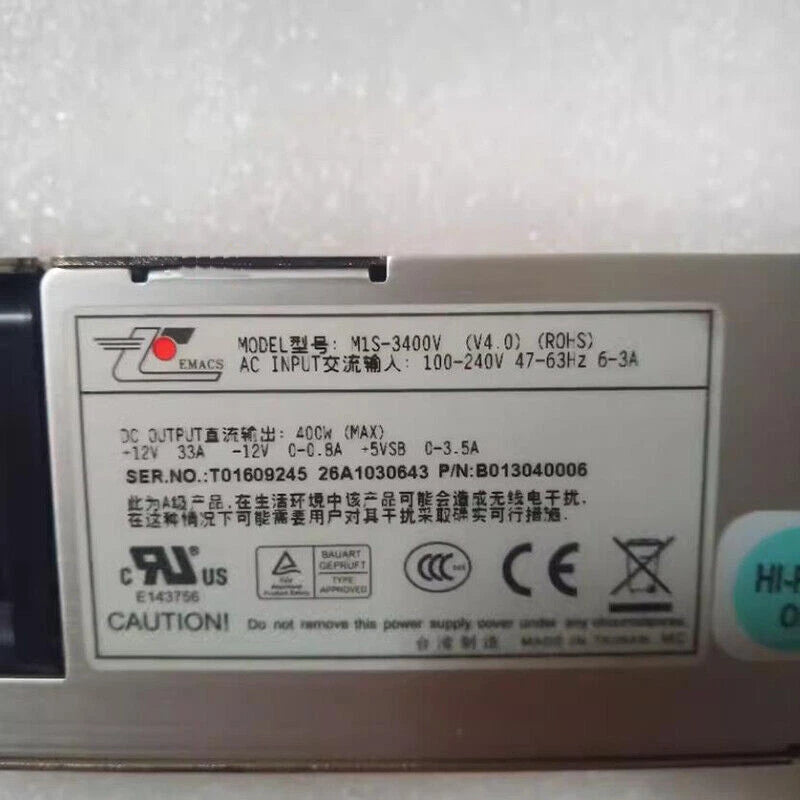 EMACS
MODEL型号: M1S-3400V (V4.0) (ROHS)
AC INPUT交流输入: 100-240V 47-63Hz 6-3A
DC OUTPUT直流输出: 400W (MAX)
+12V 33A -12V 0-0.8A +5VSB 0-3.5A
SER.NO.:T01609245 26A1030643 P/N:B013040006
此为A级产品,在生活环境中该产品可能会造成无线电干扰.
在这种情况下可能需要用户对其干扰采取碟实可行措施.
C RU ® US
E143756
BAUART
GEPRUFT
TYPE
APPROVED
CCC
CE
CAUTION! Do not remove this power supply cover under any circumstances.
台湾制造 MADE IN TAIWAN.
HI-